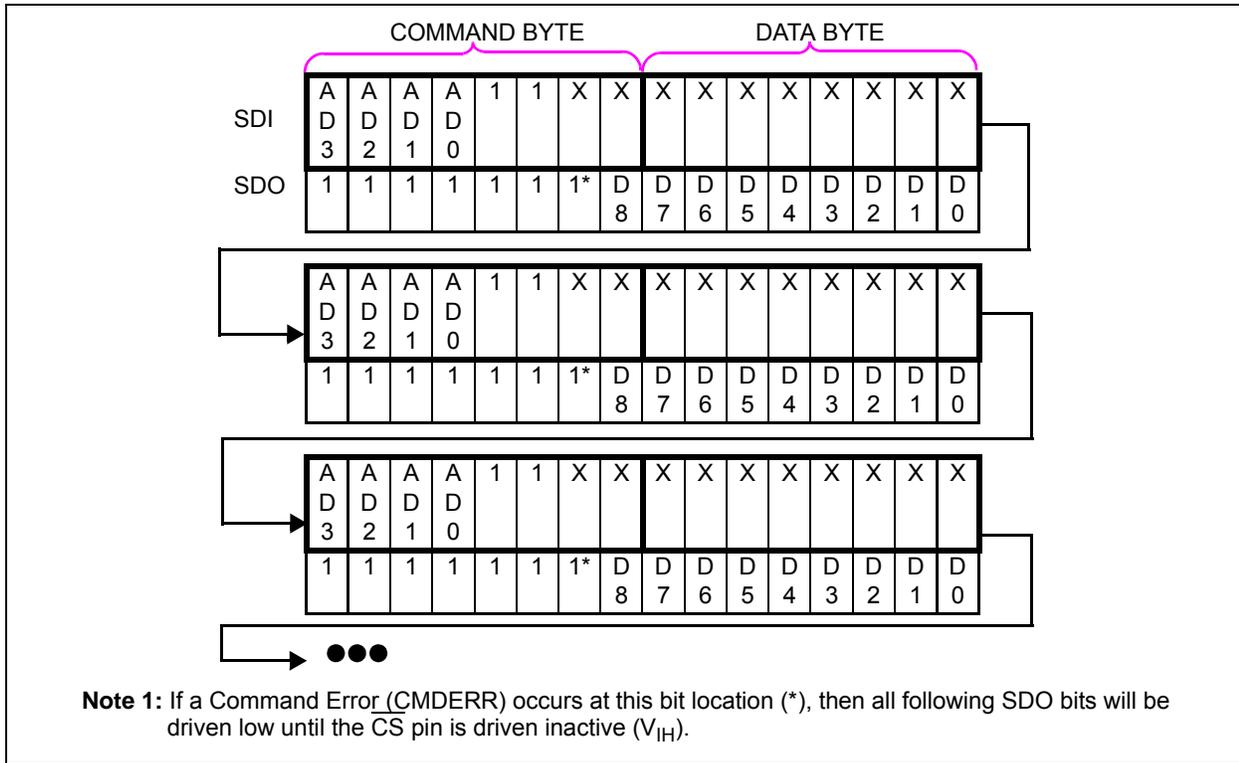 COMMAND BYTE DATA BYTE
SDI
A A A A 1 1 X X X X X X X X X X
D D D D
3 2 1 0
SDO
1 1 1 1 1 1 1* D D D D D D D D D
8 7 6 5 4 3 2 1 0
A A A A 1 1 X X X X X X X X X X
D D D D
3 2 1 0
1 1 1 1 1 1 1* D D D D D D D D D
8 7 6 5 4 3 2 1 0
A A A A 1 1 X X X X X X X X X X
D D D D
3 2 1 0
1 1 1 1 1 1 1* D D D D D D D D D
8 7 6 5 4 3 2 1 0
Note 1: If a Command Error (CMDERR) occurs at this bit location (*), then all following SDO bits will be
driven low until the CS pin is driven inactive (VIH).